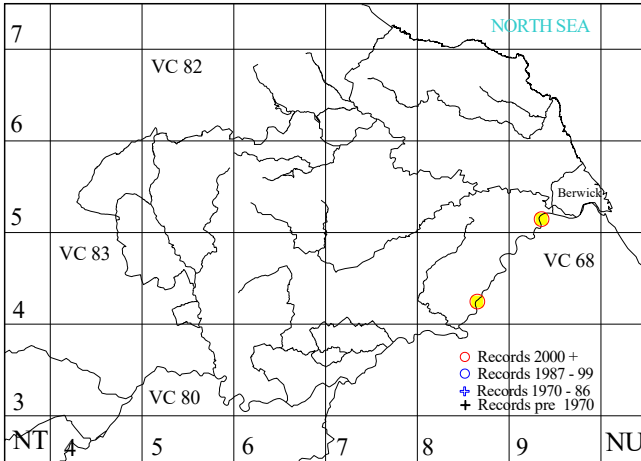 7
NORTH SEA
VC 82
6
Berwick
5
VC 83
VC 68
4
Records 2000 +
Records 1987 - 99
Records 1970 - 86
VC 80
Records pre 1970
3
NT 4 5 6 7 8 9 NU